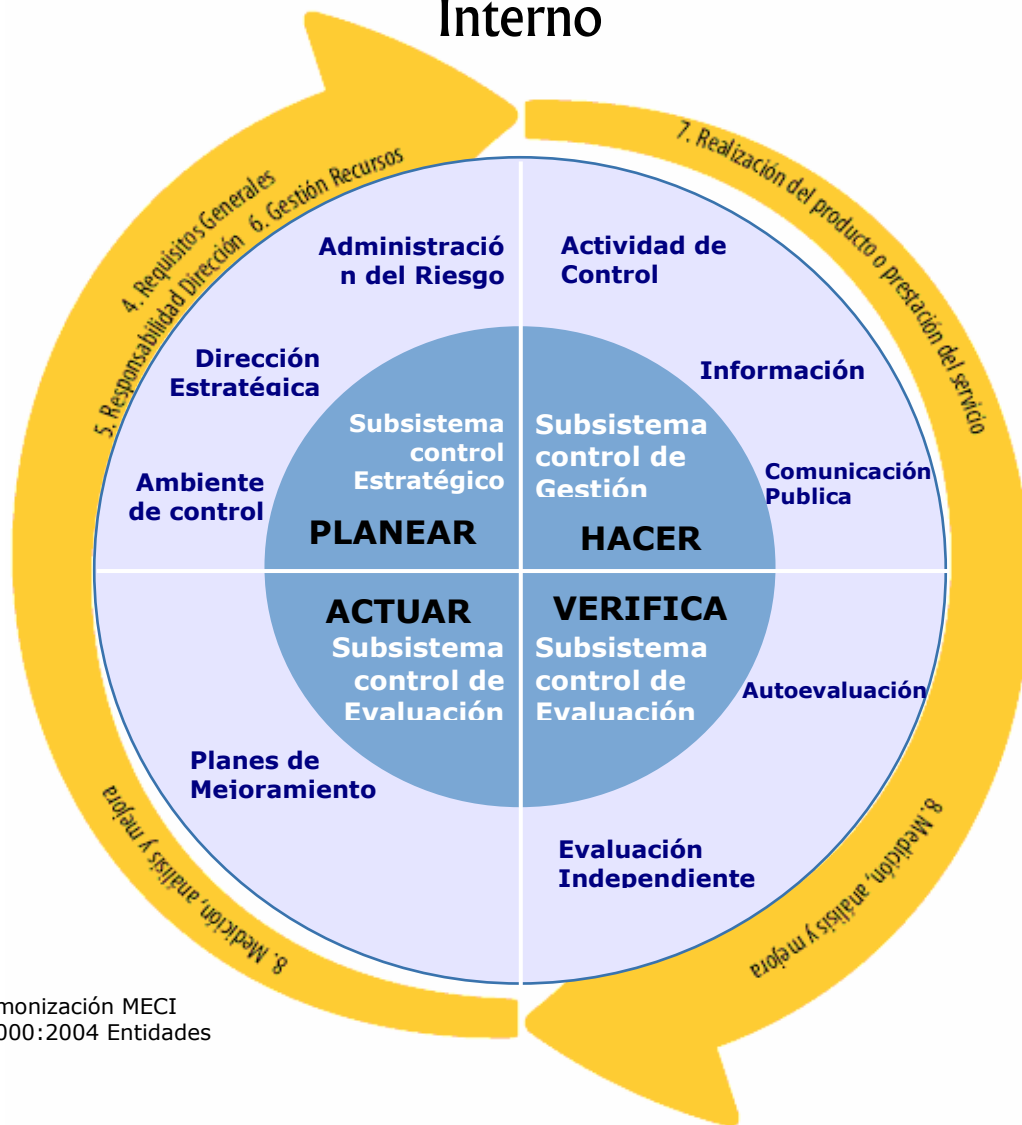 Interno
4. Requisitos Generales
5. Responsabilidad Dirección 6. Gestión Recursos
7. Realización del producto o prestación del servicio
Administració
n del Riesgo
Actividad de
Control
Dirección
Estratégica
Información
Ambiente
de control
Comunicación
Publica
Subsistema
control
Estratégico
PLANEAR
Subsistema
control de
Gestión
HACER
ACTUAR
Subsistema
control de
Evaluación
VERIFICA
Subsistema
control de
Evaluación
Autoevaluación
Planes de
Mejoramiento
Evaluación
Independiente
8. Medición, análisis y mejora
8. Medición, análisis y mejora
monización MECI
000:2004 Entidades